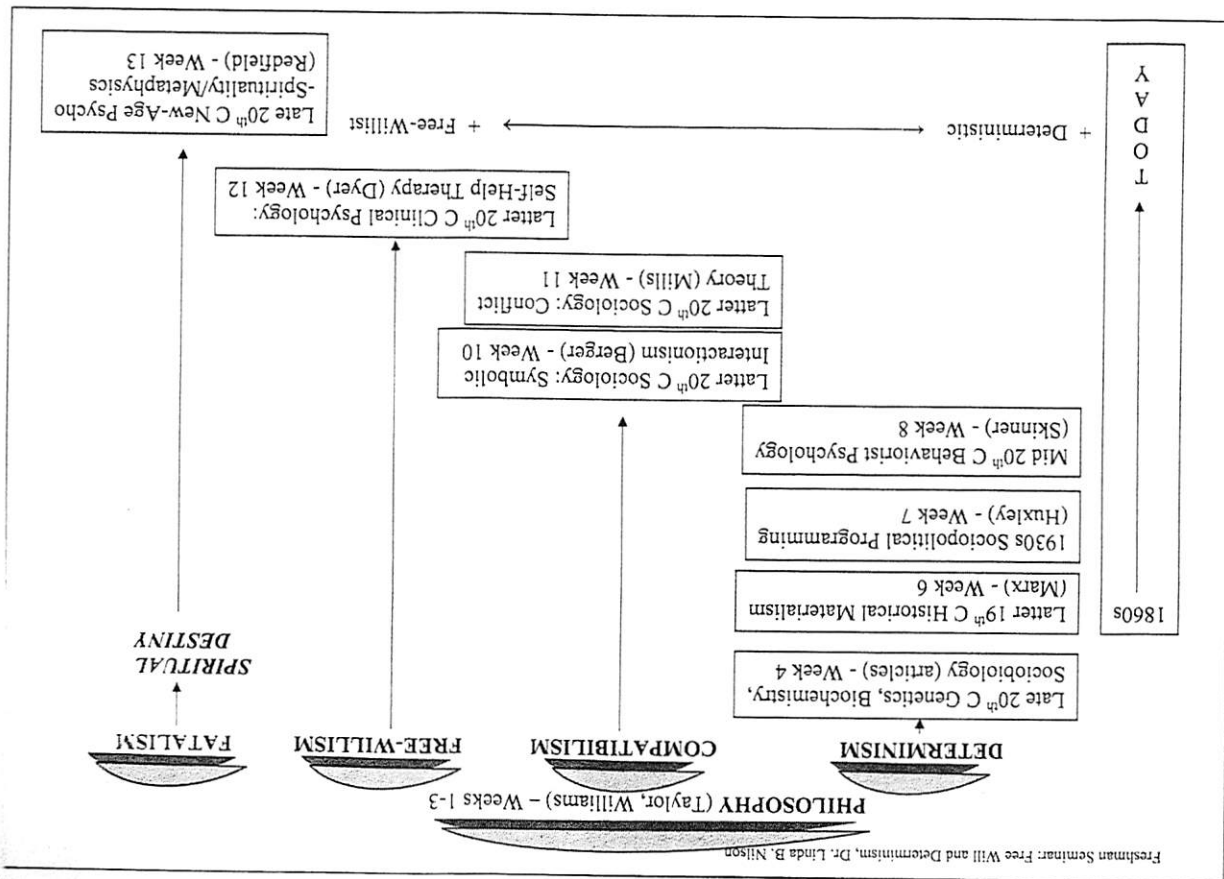 Freshman Seminar: Free Will and Determinism, Dr. Linda B. Nilson
PHILOSOPHY (Taylor, Williams) – Weeks 1-3
DETERMINISM
COMPATIBILISM
FREE-WILLISM
FATALISM
SPIRITUAL
DESTINY
1860s
Late 20th C Genetics, Biochemistry,
Sociobiology (articles) - Week 4
Latter 19th C Historical Materialism
(Marx) - Week 6
1930s Sociopolitical Programming
(Huxley) - Week 7
Mid 20th C Behaviorist Psychology
(Skinner) - Week 8
Latter 20th C Sociology: Symbolic
Interactionism (Berger) - Week 10
Latter 20th C Sociology: Conflict
Theory (Mills) - Week 11
Latter 20th C Clinical Psychology:
Self-Help Therapy (Dyer) - Week 12
+ Deterministic
+ Free-Willist
Late 20th C New-Age Psycho
-Spirituality/Metaphysics
(Redfield) - Week 13
T
O
D
A
Y